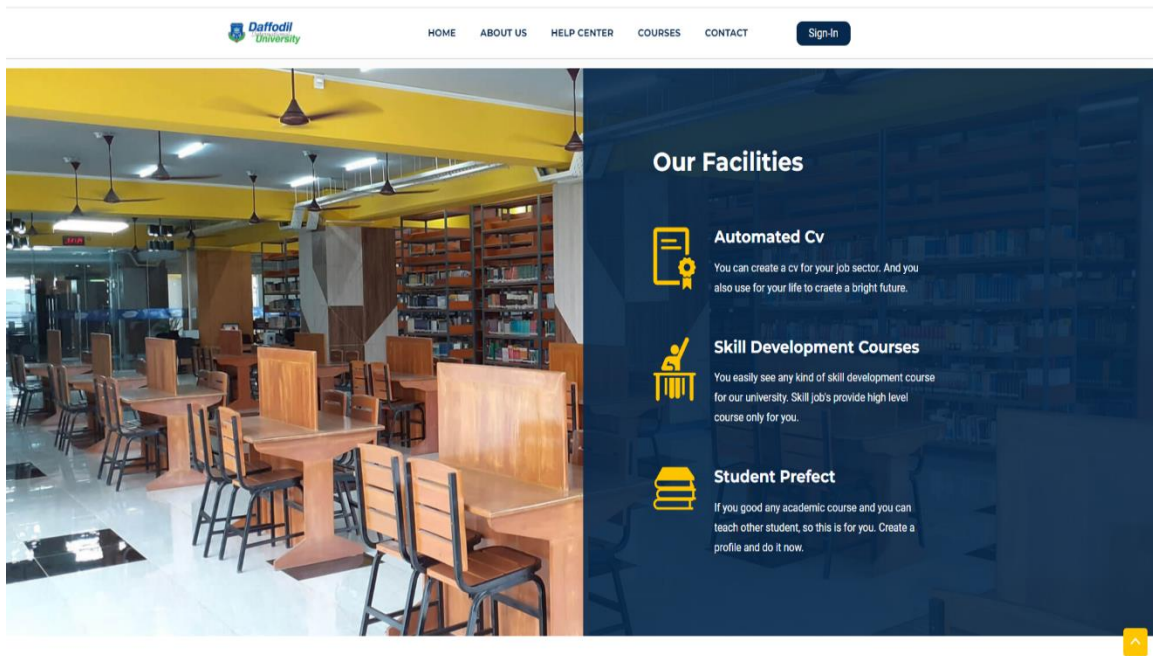 Daffodil
University
HOME ABOUT US HELP CENTER COURSES CONTACT Sign-In
Our Facilities
Automated Cv
You can create a cv for your job sector. And you
also use for your life to craete a bright future.
Skill Development Courses
You easily see any kind of skill development course
for our university. Skill job's provide high level
course only for you.
Student Prefect
If you good any academic course and you can
teach other student, so this is for you. Create a
profile and do it now.